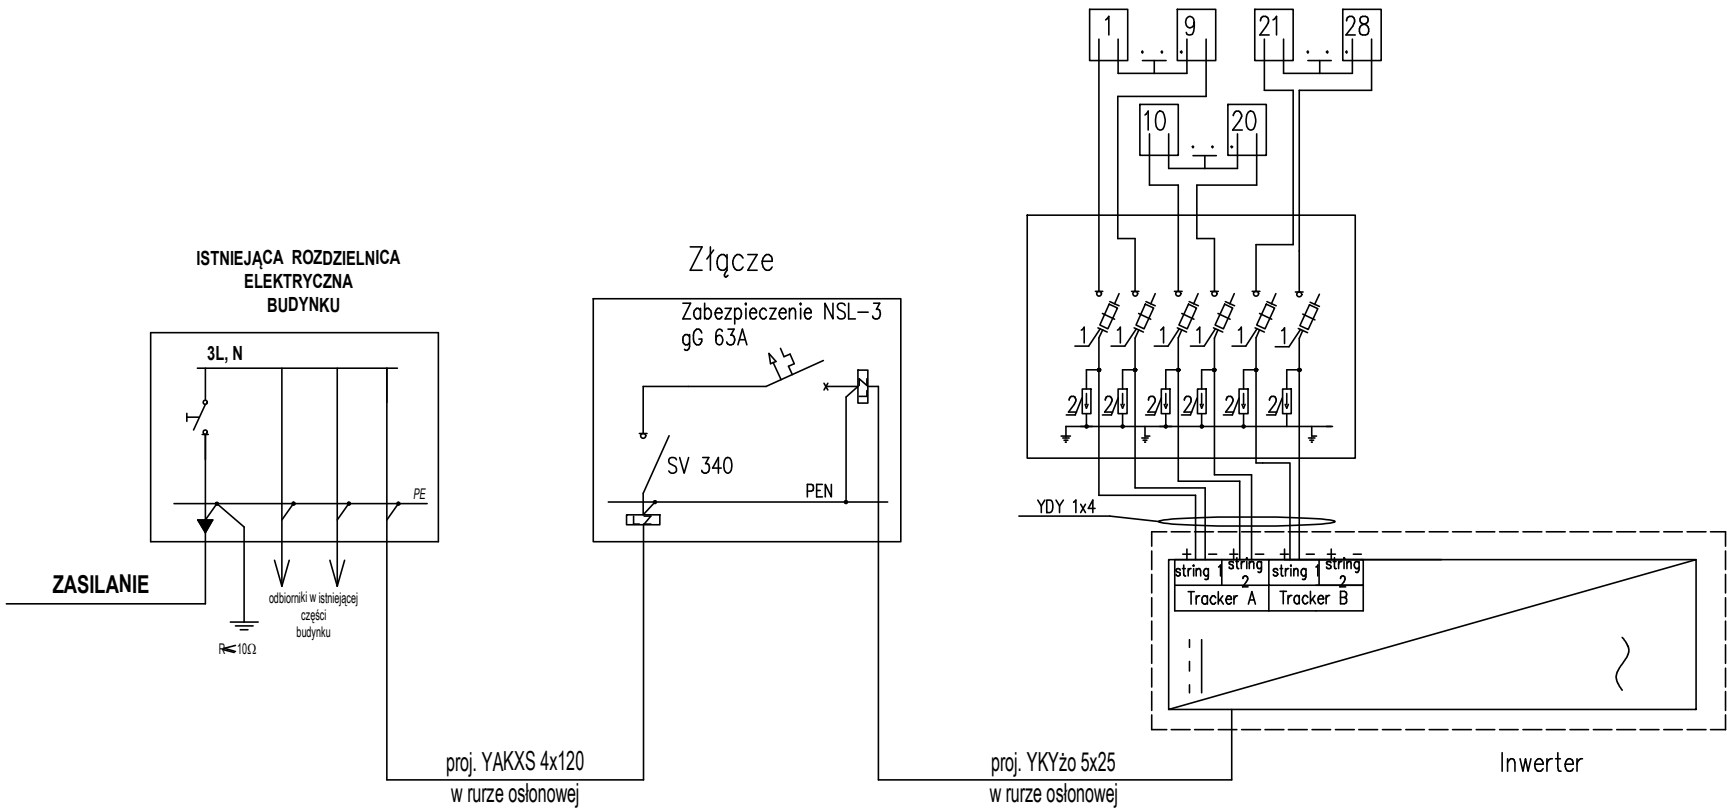 1
9
21
28
10
20
ISTNIEJĄCA ROZDZIELNICA
ELEKTRYCZNA
BUDYNKU
3L, N
PE
ZASILANIE
odbiorniki w istniejącej
części
budynku
R<10Ω
Złącze
Zabezpieczenie NSL-3
gG 63A
SV 340
PEN
1 1 1 1 1 1
2 2 2 2 2 2
YDY 1x4
+ - + - + - + -
string 1 string 2 string 1 string 2
Tracker A Tracker B
Inwerter
proj. YAKXS 4x120
w rurze osłonowej
proj. YKYżo 5x25
w rurze osłonowej